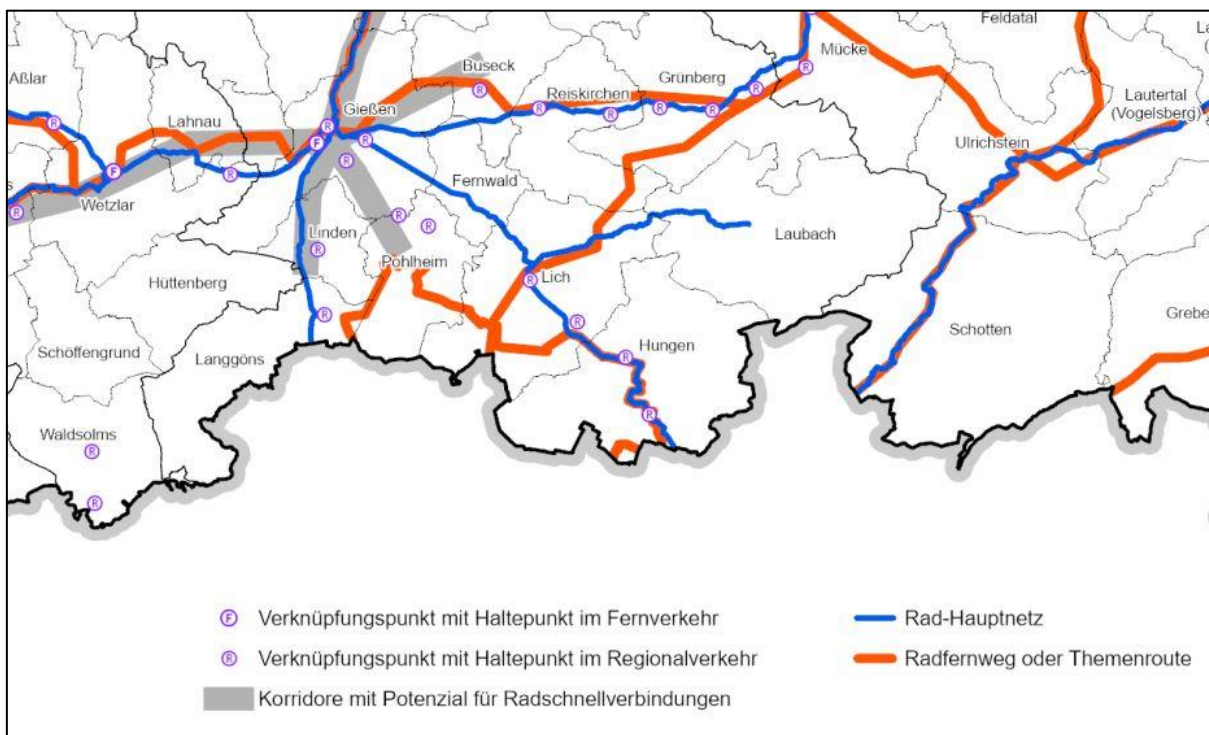 Feldatal
La
Mücke
Aßlar
Buseck
Grünberg
Reiskirchen
Gießen
Lautertal
(Vogelsberg)
Lahnau
Ulrichstein
F
R
Fernwald
Wetzlar
Linden
Laubach
Pohlheim
Lich
Hüttenberg
Schotten
Grebe
Hungen
Schöffengrund
Langgöns
Waldsolms
F Verknüpfungspunkt mit Haltepunkt im Fernverkehr
Rad-Hauptnetz
R Verknüpfungspunkt mit Haltepunkt im Regionalverkehr
Radfernweg oder Themenroute
Korridore mit Potenzial für Radschnellverbindungen